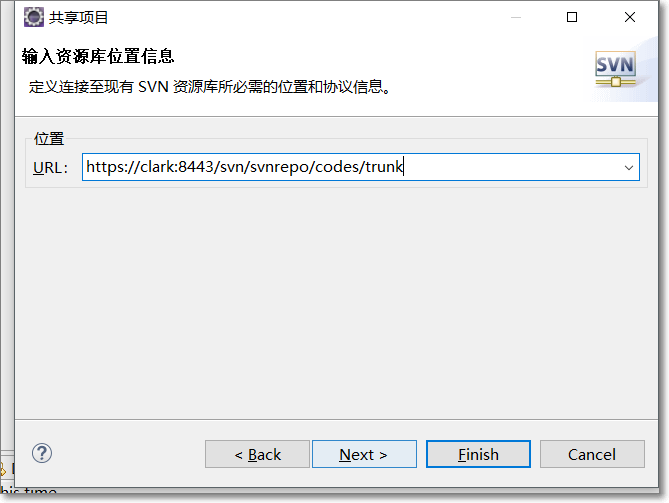 共享项目
输入资源库位置信息
定义连接至现有 SVN 资源库所必需的位置和协议信息。
SVN
位置
URL: https://clark:8443/svn/svnrepo/codes/trunk
? < Back Next > Finish Cancel
his time